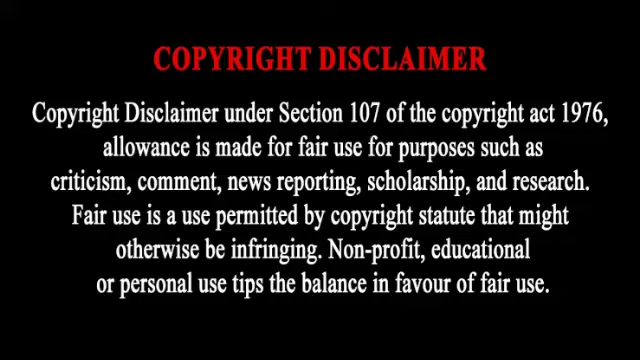 COPYRIGHT DISCLAIMER
Copyright Disclaimer under Section 107 of the copyright act 1976,
allowance is made for fair use for purposes such as
criticism, comment, news reporting, scholarship, and research.
Fair use is a use permitted by copyright statute that might
otherwise be infringing. Non-profit, educational
or personal use tips the balance in favour of fair use.